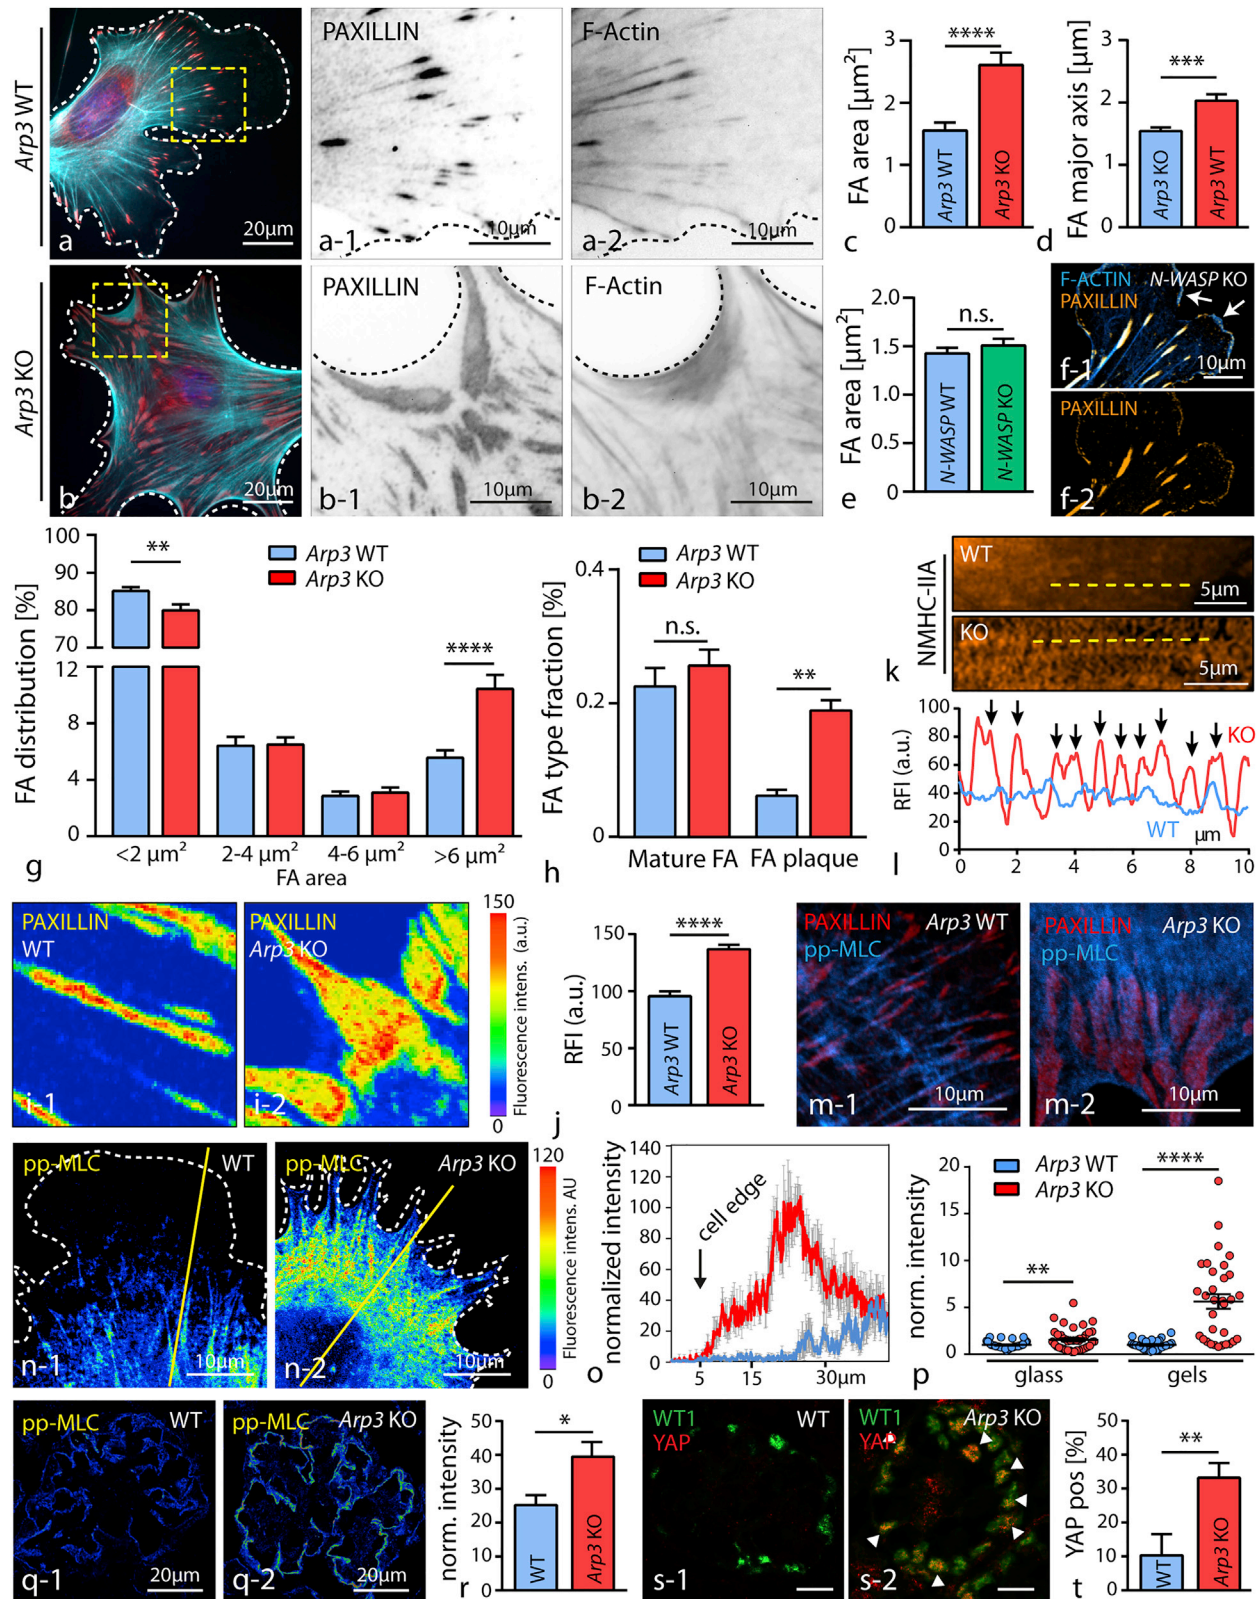 Arp3 WT
a
20µm
PAXILLIN
a-1
10µm
F-Actin
a-2
10µm
FA area [µm²]
3
2
1
0
****
Arp3 WT
Arp3 KO
c
FA major axis [µm]
3
2
1
0
***
Arp3 KO
Arp3 WT
d
Arp3 KO
b
20µm
PAXILLIN
b-1
10µm
F-Actin
b-2
10µm
FA area [µm²]
2.0
1.5
1.0
0.5
0
n.s.
N-WASP WT
N-WASP KO
e
F-ACTIN N-WASP KO
PAXILLIN
f-1
10µm
PAXILLIN
f-2
FA distribution [%]
100
90
80
70
12
8
4
0
**
****
Arp3 WT
Arp3 KO
<2 µm²
2-4 µm²
4-6 µm²
>6 µm²
FA area
g
FA type fraction [%]
0.4
0.2
0
Arp3 WT
Arp3 KO
n.s.
**
Mature FA
FA plaque
h
NMHC-IIA
WT
5µm
KO
5µm
k
RFI (a.u.)
100
80
60
40
20
0
KO
WT
µm
0 2 4 6 8 10
l
PAXILLIN
WT
i-1
PAXILLIN
Arp3 KO
i-2
150
Fluorescence intens. (a.u.)
0
j
RFI (a.u.)
150
100
50
0
****
Arp3 WT
Arp3 KO
PAXILLIN Arp3 WT
pp-MLC
m-1
10µm
PAXILLIN Arp3 KO
pp-MLC
m-2
10µm
pp-MLC WT
n-1
10µm
pp-MLC Arp3 KO
n-2
10µm
120
Fluorescence intens. AU
0
normalized intensity
140
120
100
80
60
40
20
0
cell edge
5 15 30µm
o
norm. intensity
20
15
10
5
0
Arp3 WT
Arp3 KO
**
****
glass
gels
p
pp-MLC WT
q-1
20µm
pp-MLC Arp3 KO
q-2
20µm
norm. intensity
50
40
30
20
10
0
*
WT
Arp3 KO
r
WT1 WT
YAP
s-1
WT1 Arp3 KO
YAP
s-2
YAP pos [%]
50
40
30
20
10
0
**
WT
Arp3 KO
t